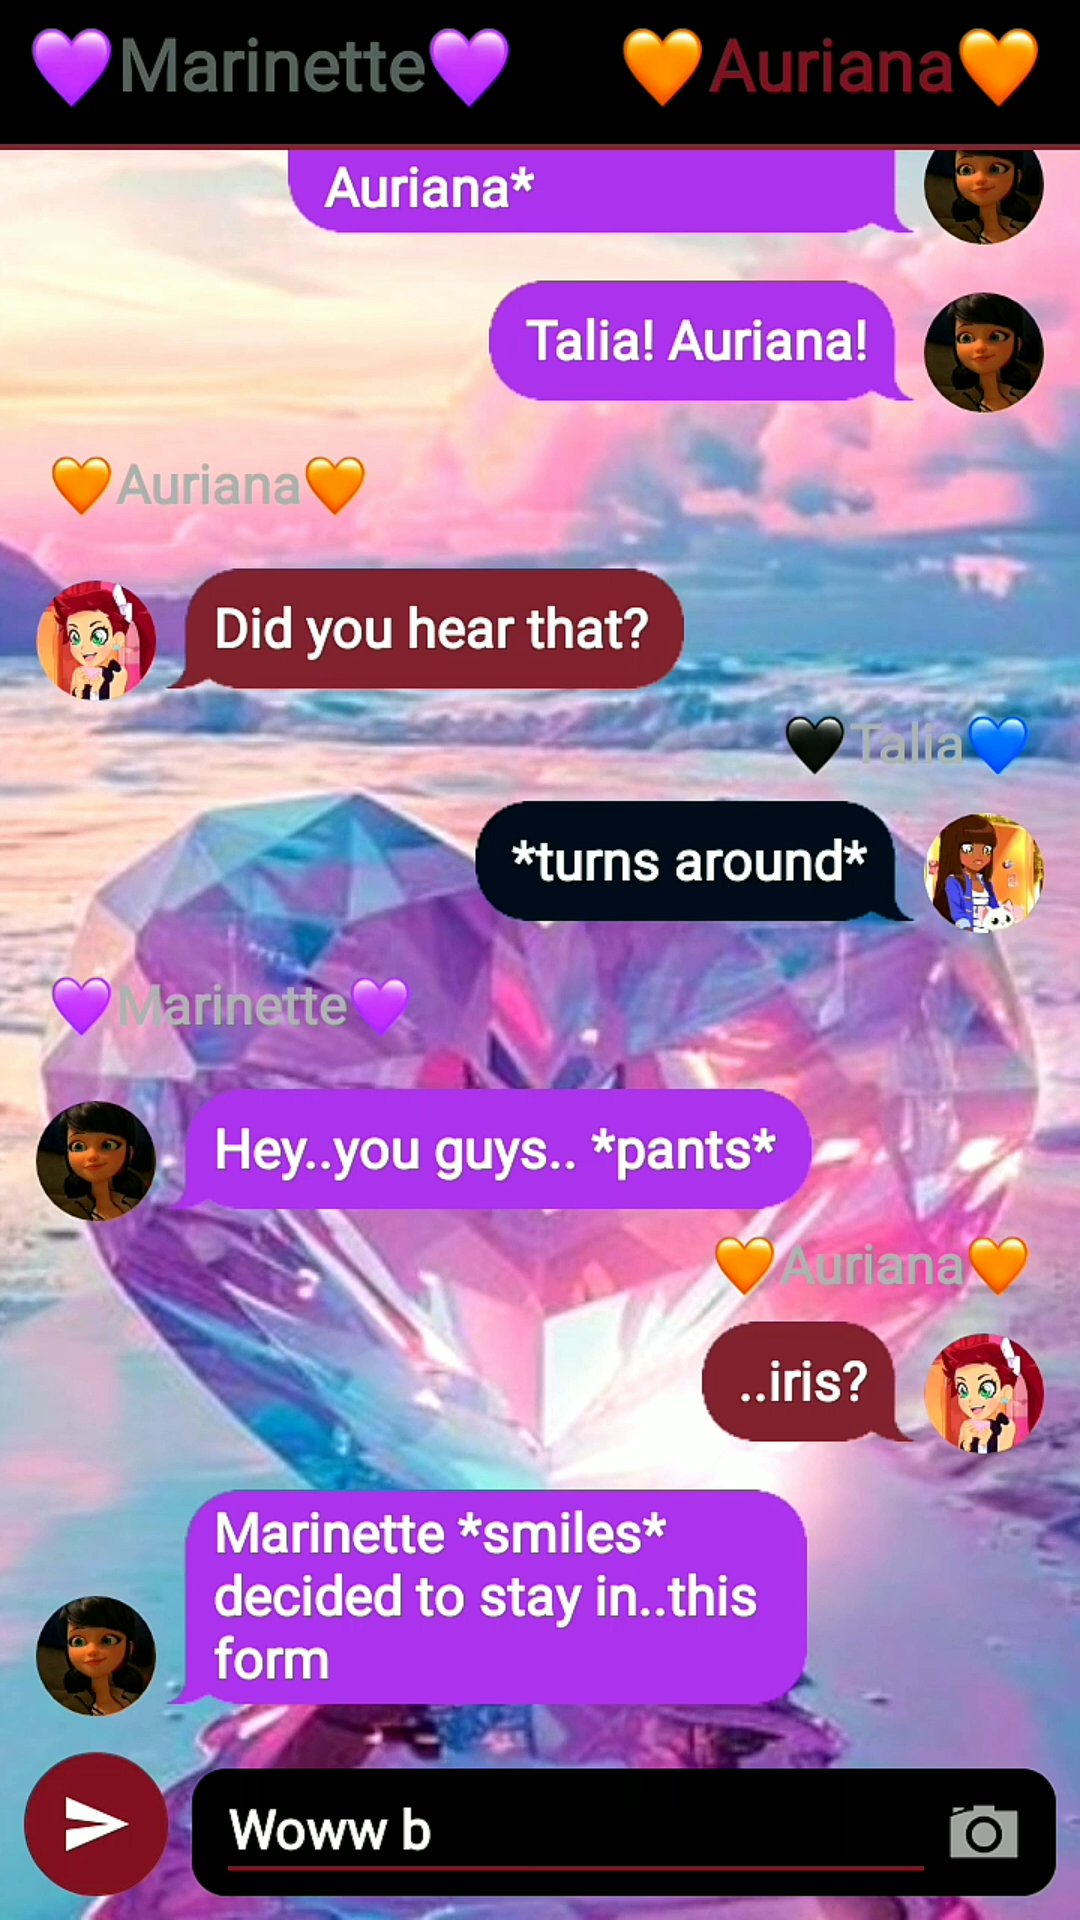 💜Marinette💜 🧡Auriana🧡
Auriana*
Talia! Auriana!
🧡Auriana🧡
Did you hear that?
🖤Talia💙
*turns around*
💜Marinette💜
Hey..you guys.. *pants*
🧡Auriana🧡
..iris?
Marinette *smiles*
decided to stay in..this
form
Woww b